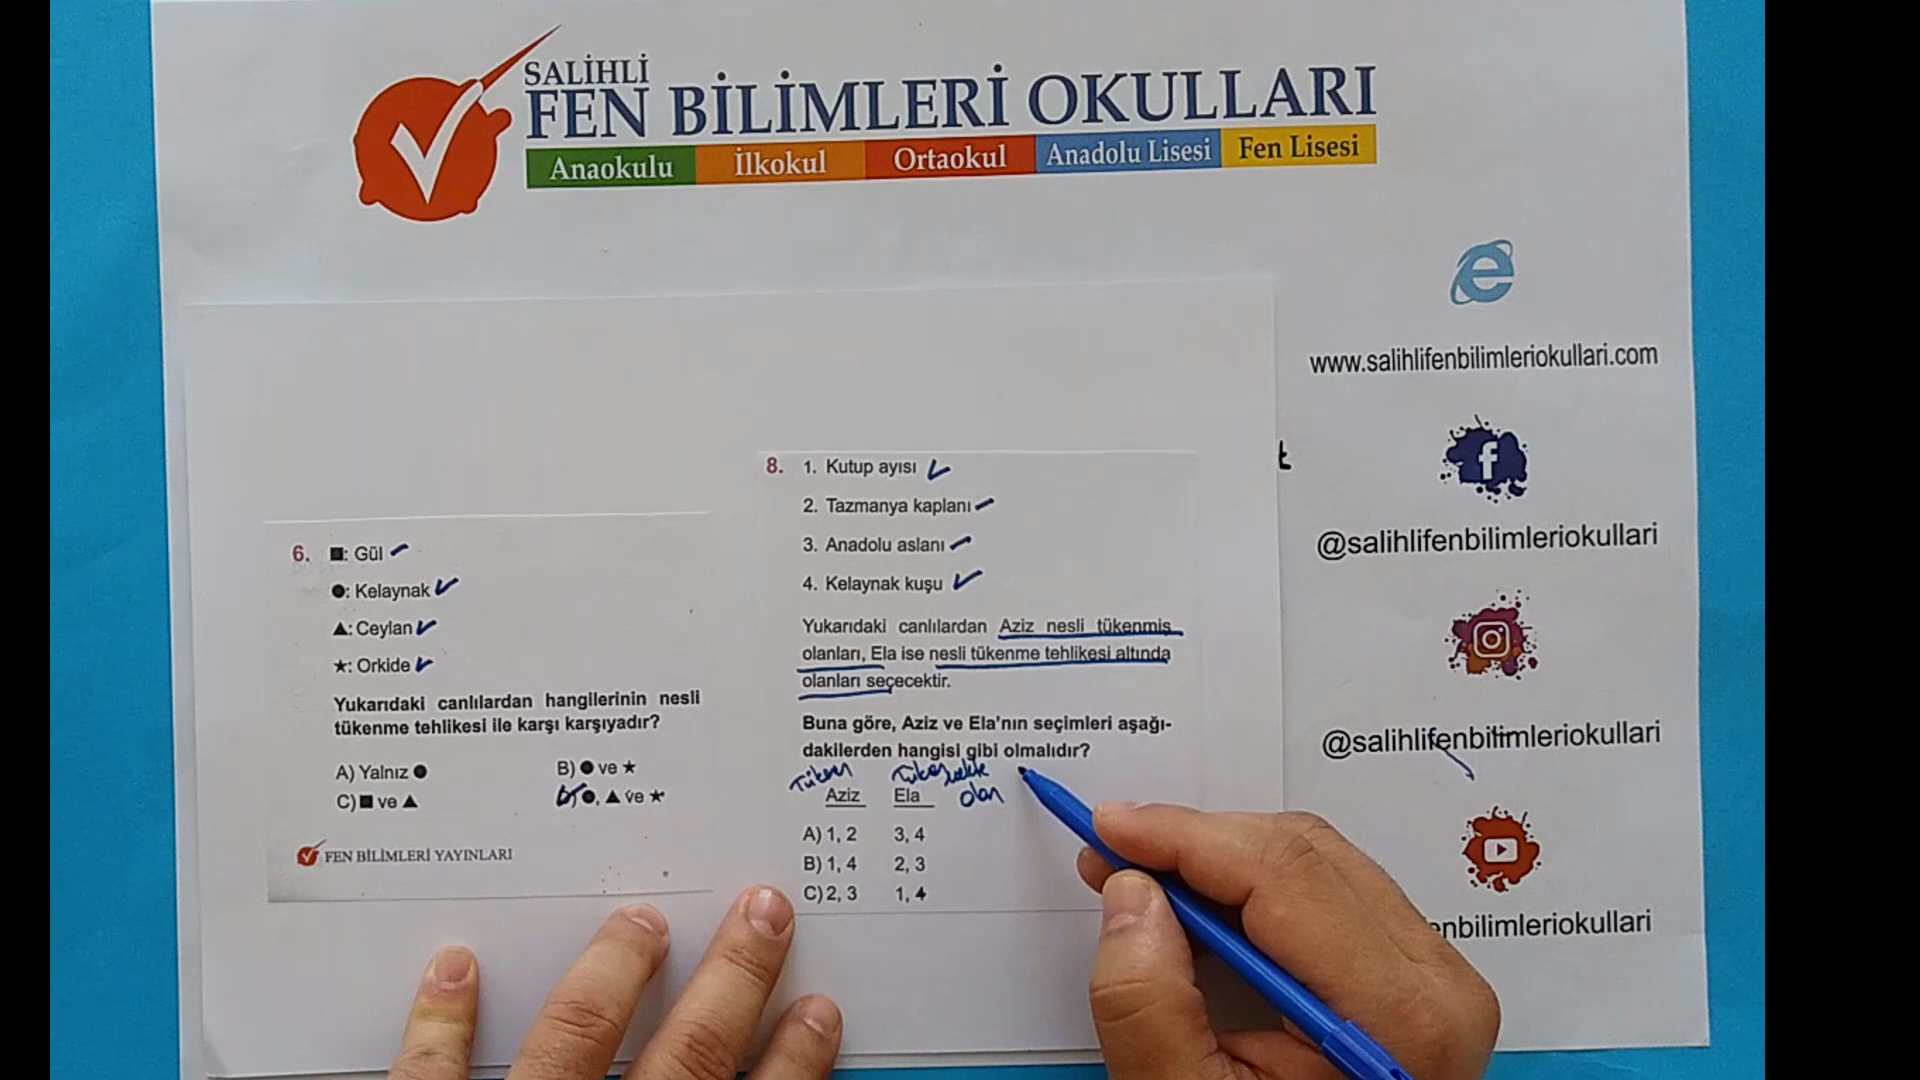 SALİHLİ
FEN BİLİMLERİ OKULLARI
Anaokulu İlkokul Ortaokul Anadolu Lisesi Fen Lisesi
www.salihlifenbilimleriokullari.com
@salihlifenbilimleriokullari
@salihlifenbilimleriokullari
enbilimleriokullari
6. ■: Gül
●: Kelaynak
▲: Ceylan
★: Orkide
Yukarıdaki canlılardan hangilerinin nesli
tükenme tehlikesi ile karşı karşıyadır?
A) Yalnız ●
B) ● ve ★
C) ■ ve ▲
D) ●, ▲ ve ★
FEN BİLİMLERİ YAYINLARI
8. 1. Kutup ayısı
2. Tazmanya kaplanı
3. Anadolu aslanı
4. Kelaynak kuşu
Yukarıdaki canlılardan Aziz nesli tükenmiş
olanları, Ela ise nesli tükenme tehlikesi altında
olanları seçecektir.
Buna göre, Aziz ve Ela'nın seçimleri aşağı-
dakilerden hangisi gibi olmalıdır?
Aziz Ela olan
A) 1, 2 3, 4
B) 1, 4 2, 3
C) 2, 3 1, 4